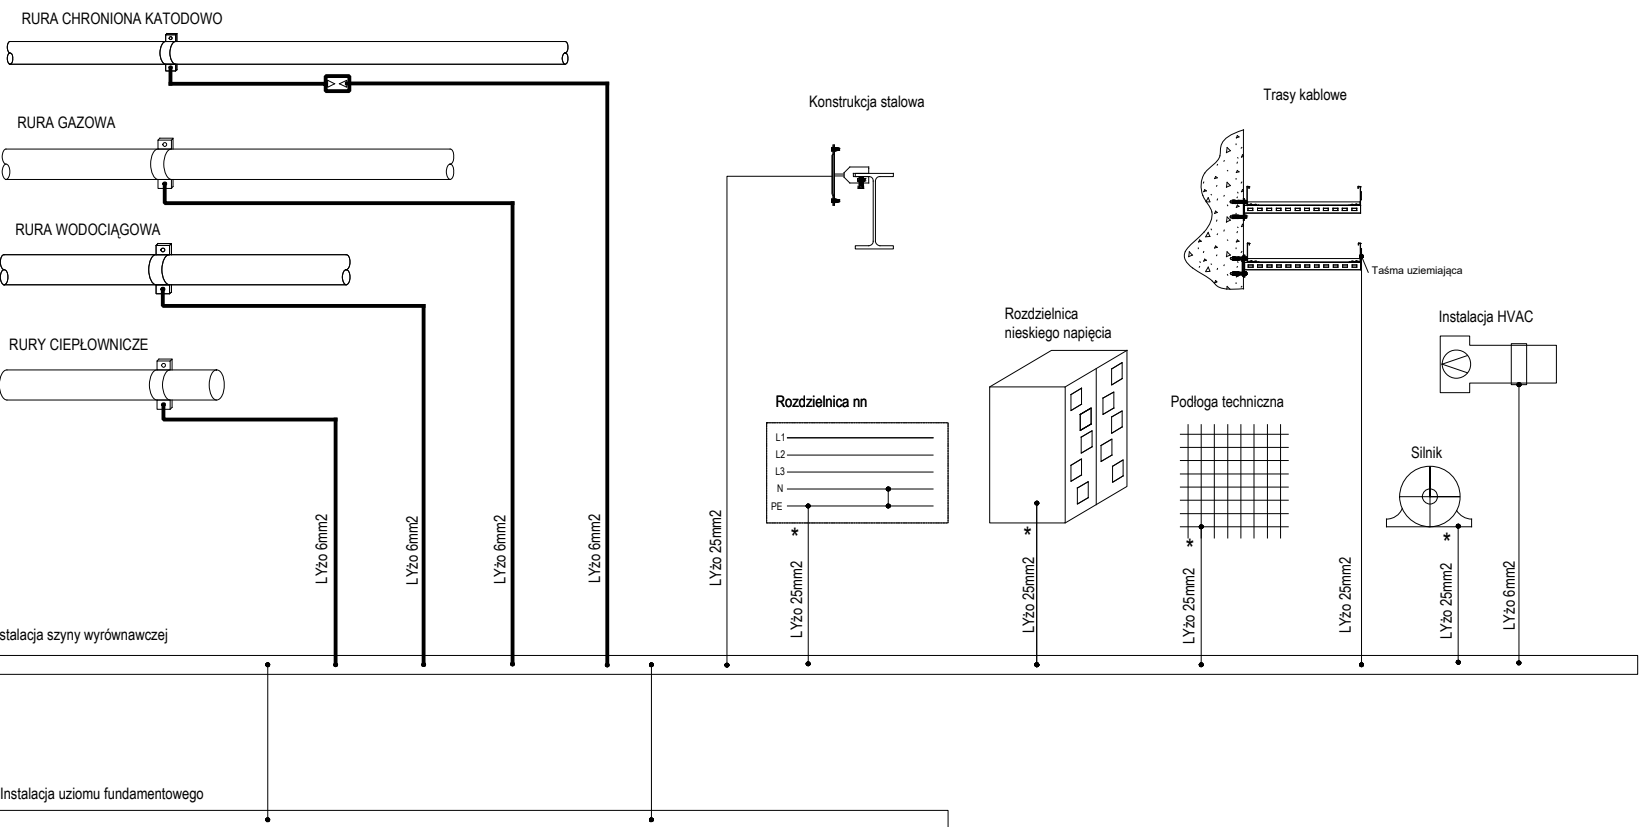 RURA CHRONIONA KATODOWO
RURA GAZOWA
RURA WODOCIĄGOWA
RURY CIEPŁOWNICZE
Konstrukcja stalowa
Trasy kablowe
Taśma uziemiająca
Rozdzielnica
nieskiego napięcia
Instalacja HVAC
Rozdzielnica nn
L1
L2
L3
N
PE
Podłoga techniczna
Silnik
*
*
*
*
LYżo 6mm2
LYżo 6mm2
LYżo 6mm2
LYżo 6mm2
LYżo 25mm2
LYżo 25mm2
LYżo 25mm2
LYżo 25mm2
LYżo 25mm2
LYżo 25mm2
LYżo 6mm2
stalacja szyny wyrównawczej
Instalacja uziomu fundamentowego